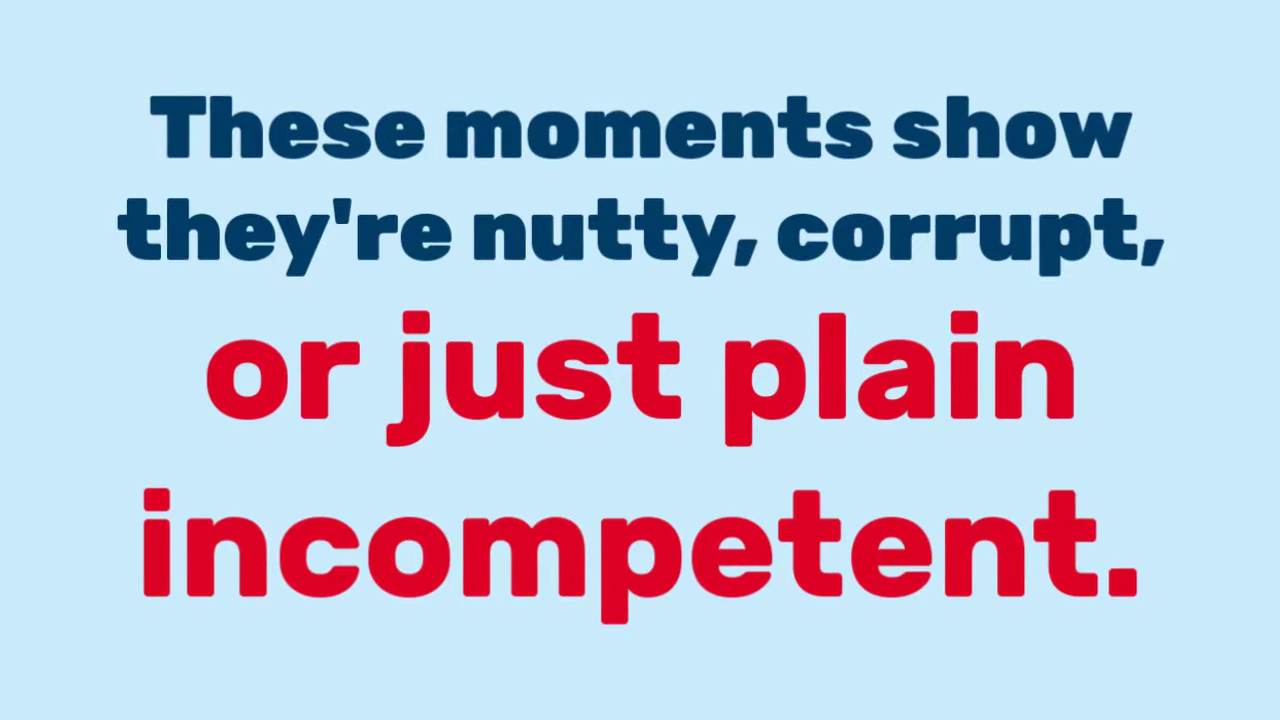 These moments show
they're nutty, corrupt,
or just plain
incompetent.